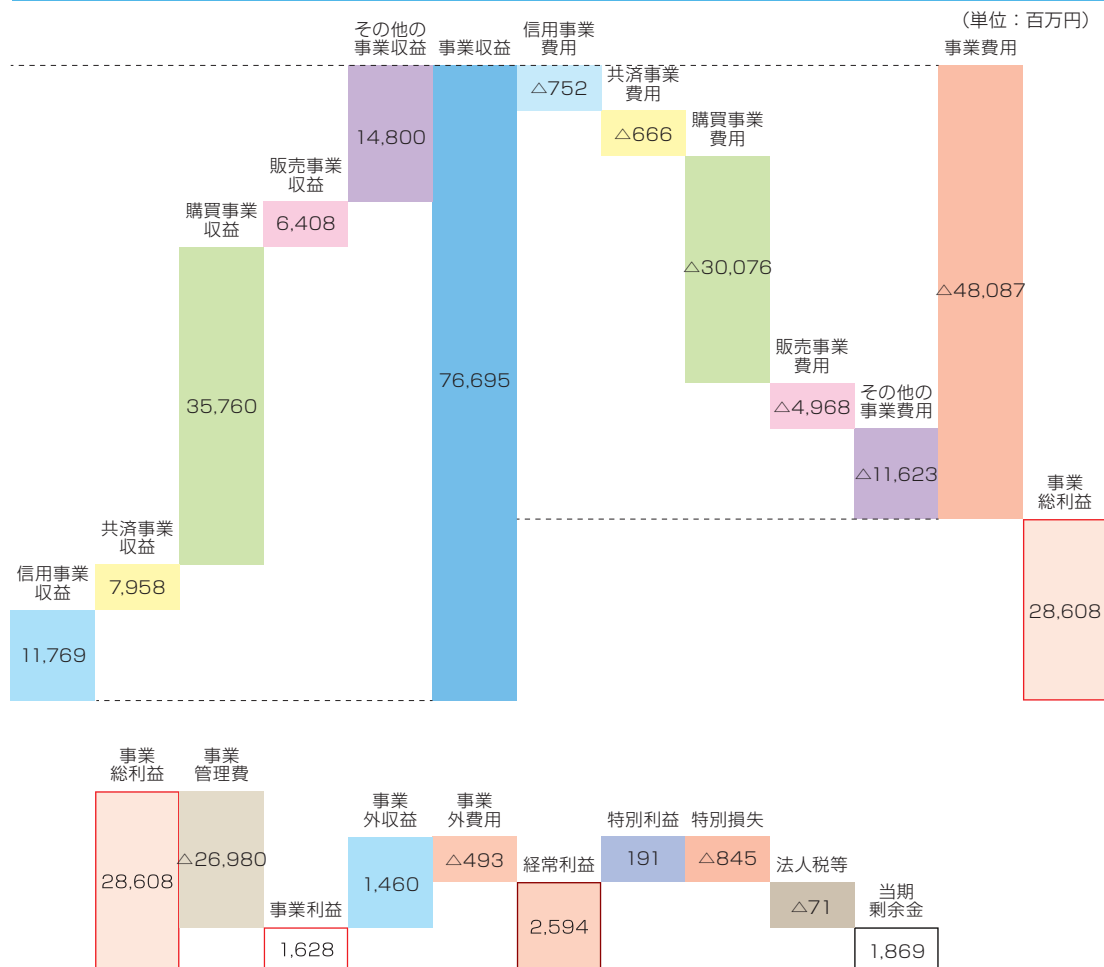 （単位：百万円）
その他の
事業収益
事業収益
信用事業
費用
事業費用
共済事業
費用
△752
購買事業
費用
△666
14,800
販売事業
収益
購買事業
収益
6,408
△30,076
△48,087
販売事業
費用
35,760
76,695
その他の
事業費用
△4,968
△11,623
事業
総利益
共済事業
収益
信用事業
収益
7,958
28,608
11,769
事業
総利益
事業
管理費
事業
外収益
事業
外費用
特別利益
特別損失
△26,980
△493
経常利益
191
△845
法人税等
28,608
1,460
当期
剰余金
事業利益
△71
2,594
1,628
1,869